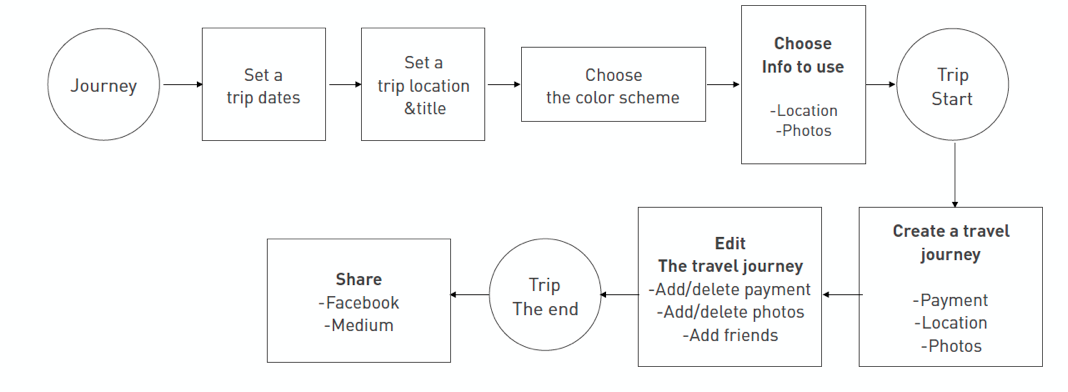 Journey
Set a
trip dates
Set a
trip location
&title
Choose
the color scheme
Choose
Info to use
-Location
-Photos
Trip
Start
Create a travel
journey
-Payment
-Location
-Photos
Edit
The travel journey
-Add/delete payment
-Add/delete photos
-Add friends
Trip
The end
Share
-Facebook
-Medium